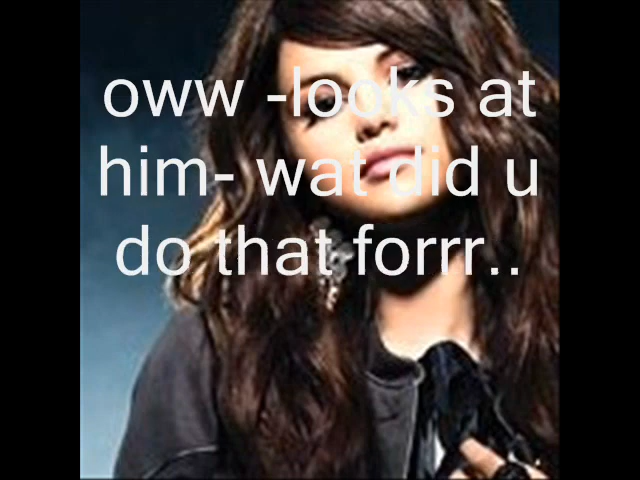 oww -looks at
him- wat did u
do that forrr..